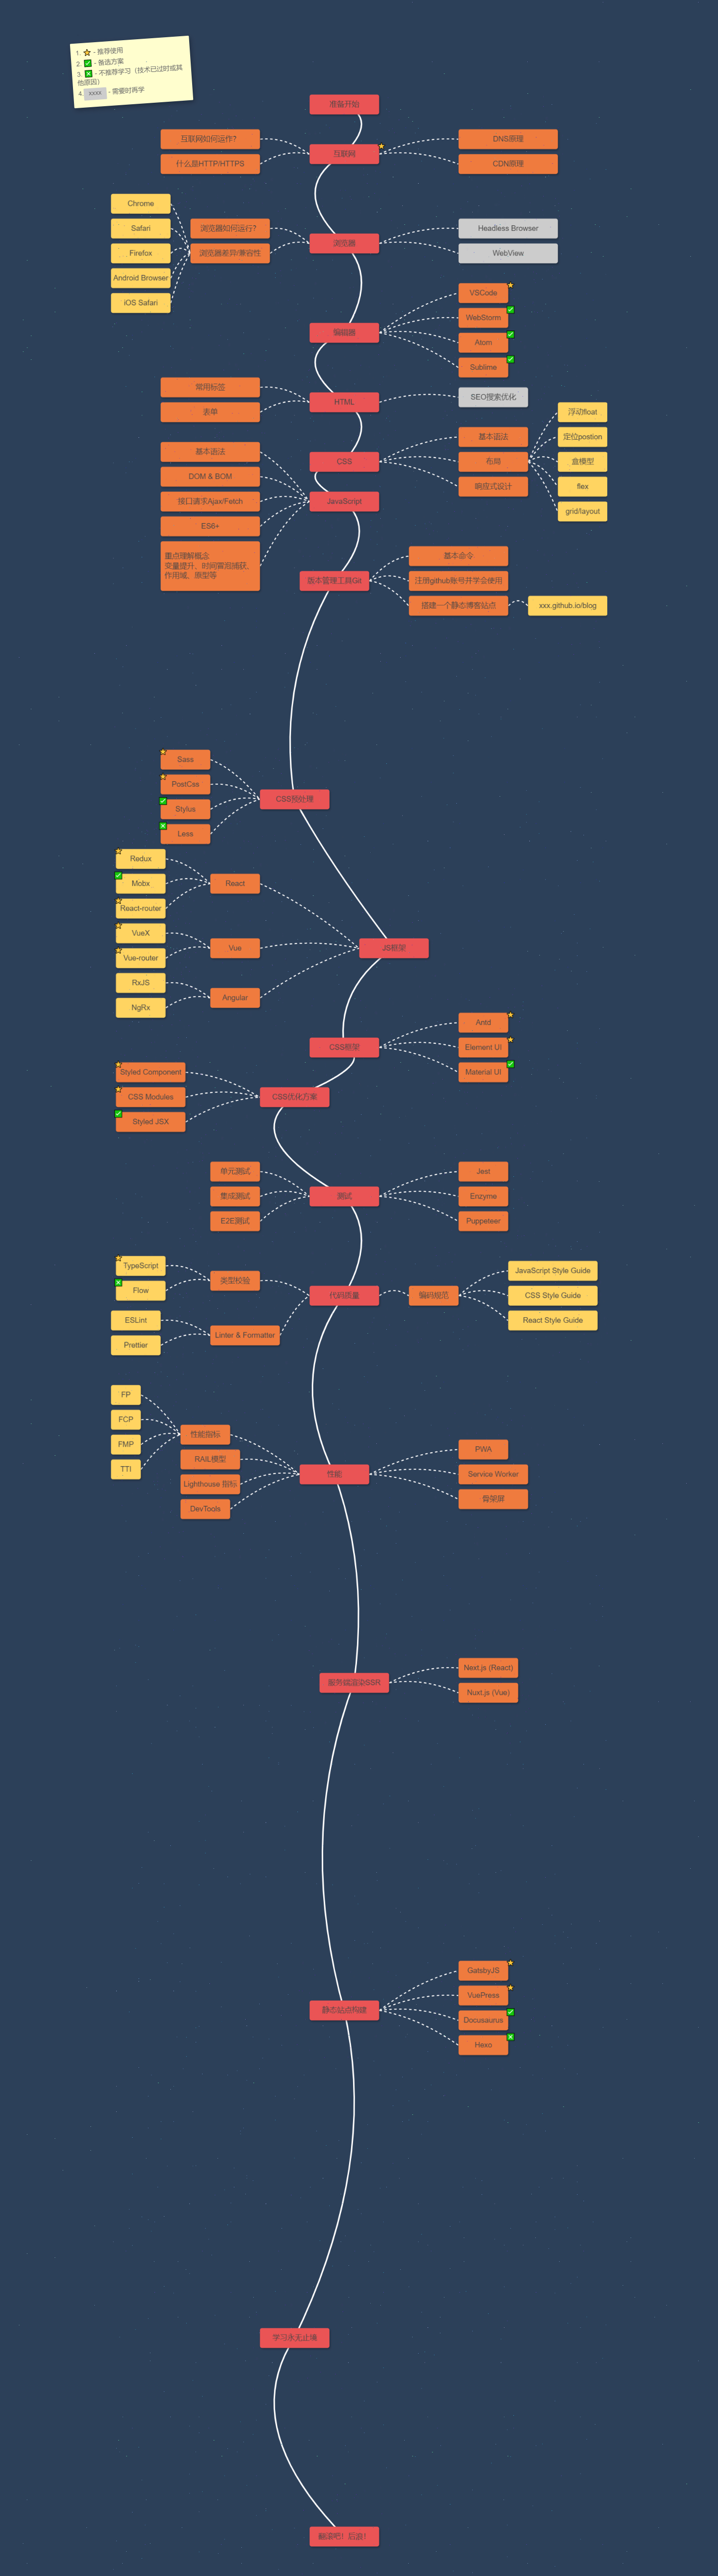 1. - 推荐使用
2. - 备选方案
3. - 不推荐学习（技术已过时或其
他原因）
4. xxxx - 需要时再学
准备开始
互联网如何运作?
什么是HTTP/HTTPS
互联网
DNS原理
CDN原理
Chrome
Safari
Firefox
Android Browser
iOS Safari
浏览器如何运行?
浏览器差异/兼容性
浏览器
Headless Browser
WebView
编辑器
VSCode
WebStorm
Atom
Sublime
常用标签
表单
HTML
SEO搜索优化
CSS
基本语法
布局
响应式设计
浮动float
定位postion
盒模型
flex
grid/layout
基本语法
DOM & BOM
接口请求Ajax/Fetch
ES6+
重点理解概念
变量提升、时间冒泡捕获、
作用域、原型等
JavaScript
版本管理工具Git
基本命令
注册github账号并学会使用
搭建一个静态博客站点
xxx.github.io/blog
Sass
PostCss
Stylus
Less
CSS预处理
Redux
Mobx
React-router
VueX
Vue-router
RxJS
NgRx
React
Vue
Angular
JS框架
CSS框架
Antd
Element UI
Material UI
Styled Component
CSS Modules
Styled JSX
CSS优化方案
单元测试
集成测试
E2E测试
测试
Jest
Enzyme
Puppeteer
TypeScript
Flow
ESLint
Prettier
类型校验
Linter & Formatter
代码质量
编码规范
JavaScript Style Guide
CSS Style Guide
React Style Guide
FP
FCP
FMP
TTI
性能指标
RAIL模型
Lighthouse 指标
DevTools
性能
PWA
Service Worker
骨架屏
服务端渲染SSR
Next.js (React)
Nuxt.js (Vue)
静态站点构建
GatsbyJS
VuePress
Docusaurus
Hexo
学习永无止境
翻滚吧！后浪！